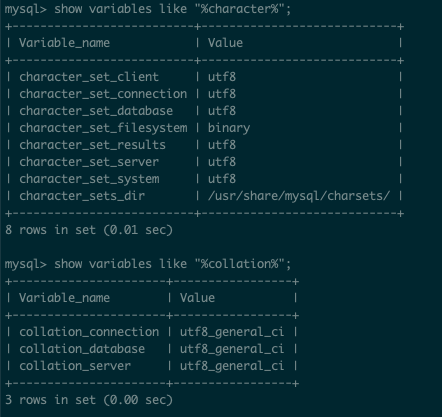 mysql> show variables like "%character%";
+--------------------------+----------------------------+
| Variable_name            | Value                      |
+--------------------------+----------------------------+
| character_set_client     | utf8                       |
| character_set_connection | utf8                       |
| character_set_database   | utf8                       |
| character_set_filesystem | binary                     |
| character_set_results    | utf8                       |
| character_set_server     | utf8                       |
| character_set_system     | utf8                       |
| character_sets_dir       | /usr/share/mysql/charsets/ |
+--------------------------+----------------------------+
8 rows in set (0.01 sec)

mysql> show variables like "%collation%";
+----------------------+-----------------+
| Variable_name        | Value           |
+----------------------+-----------------+
| collation_connection | utf8_general_ci |
| collation_database   | utf8_general_ci |
| collation_server     | utf8_general_ci |
+----------------------+-----------------+
3 rows in set (0.00 sec)